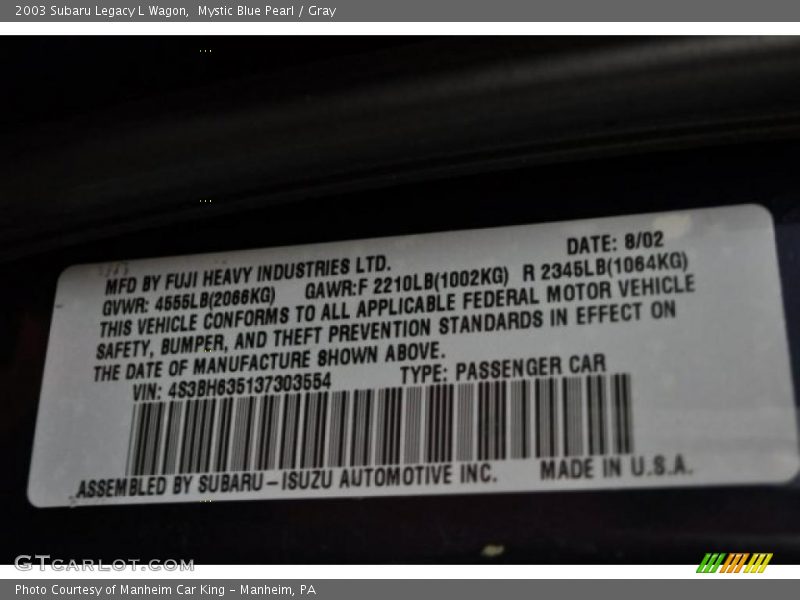 2003 Subaru Legacy L Wagon, Mystic Blue Pearl / Gray
DATE: 8/02
MFD BY FUJI HEAVY INDUSTRIES LTD.
GVWR: 4555LB(2066KG) GAWR:F 2210LB(1002KG) R 2345LB(1064KG)
THIS VEHICLE CONFORMS TO ALL APPLICABLE FEDERAL MOTOR VEHICLE
SAFETY, BUMPER, AND THEFT PREVENTION STANDARDS IN EFFECT ON
THE DATE OF MANUFACTURE SHOWN ABOVE.
VIN: 4S3BH635137303554 TYPE: PASSENGER CAR
ASSEMBLED BY SUBARU-ISUZU AUTOMOTIVE INC. MADE IN U.S.A.
GTCARLOT.COM
Photo Courtesy of Manheim Car King - Manheim, PA